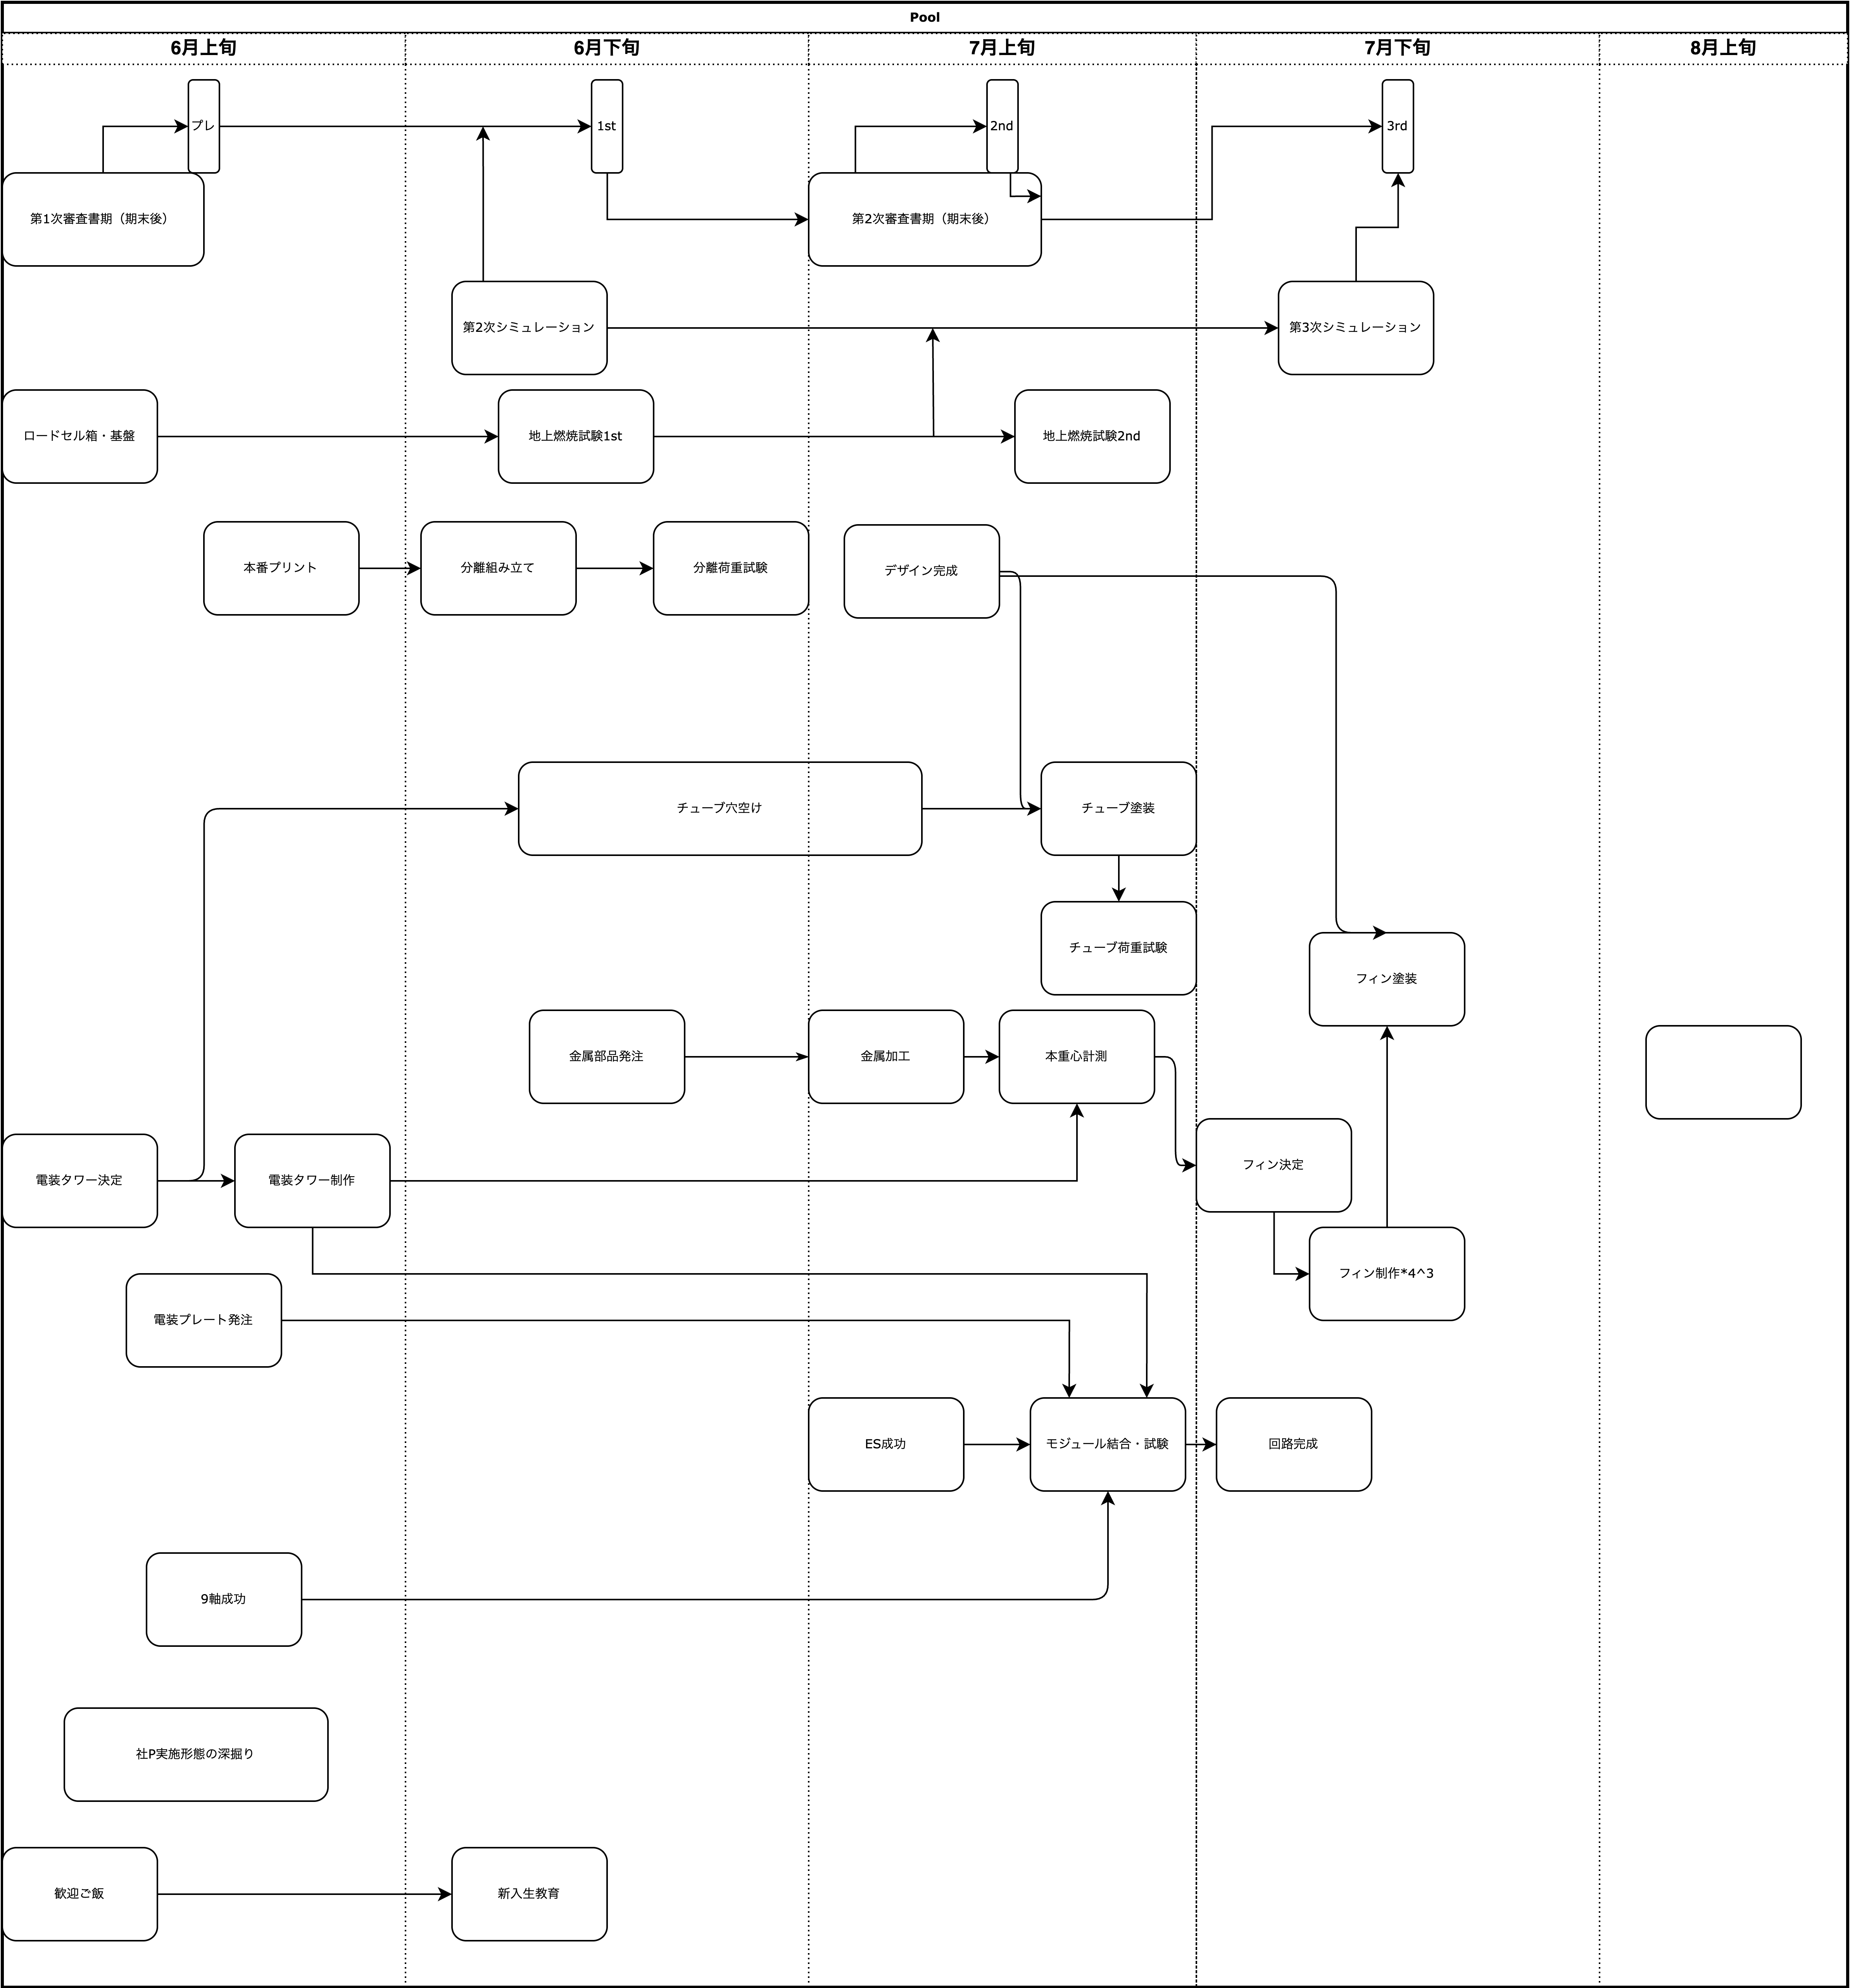 Pool
6月上旬
6月下旬
7月上旬
7月下旬
8月上旬
プレ
1st
2nd
3rd
第1次審査書期（期末後）
第2次審査書期（期末後）
第2次シミュレーション
第3次シミュレーション
ロードセル箱・基盤
地上燃焼試験1st
地上燃焼試験2nd
本番プリント
分離組み立て
分離荷重試験
デザイン完成
チューブ穴空け
チューブ塗装
チューブ荷重試験
フィン塗装
金属部品発注
金属加工
本重心計測
電装タワー決定
電装タワー制作
フィン決定
フィン制作*4^3
電装プレート発注
ES成功
モジュール結合・試験
回路完成
9軸成功
社P実施形態の深掘り
歓迎ご飯
新入生教育